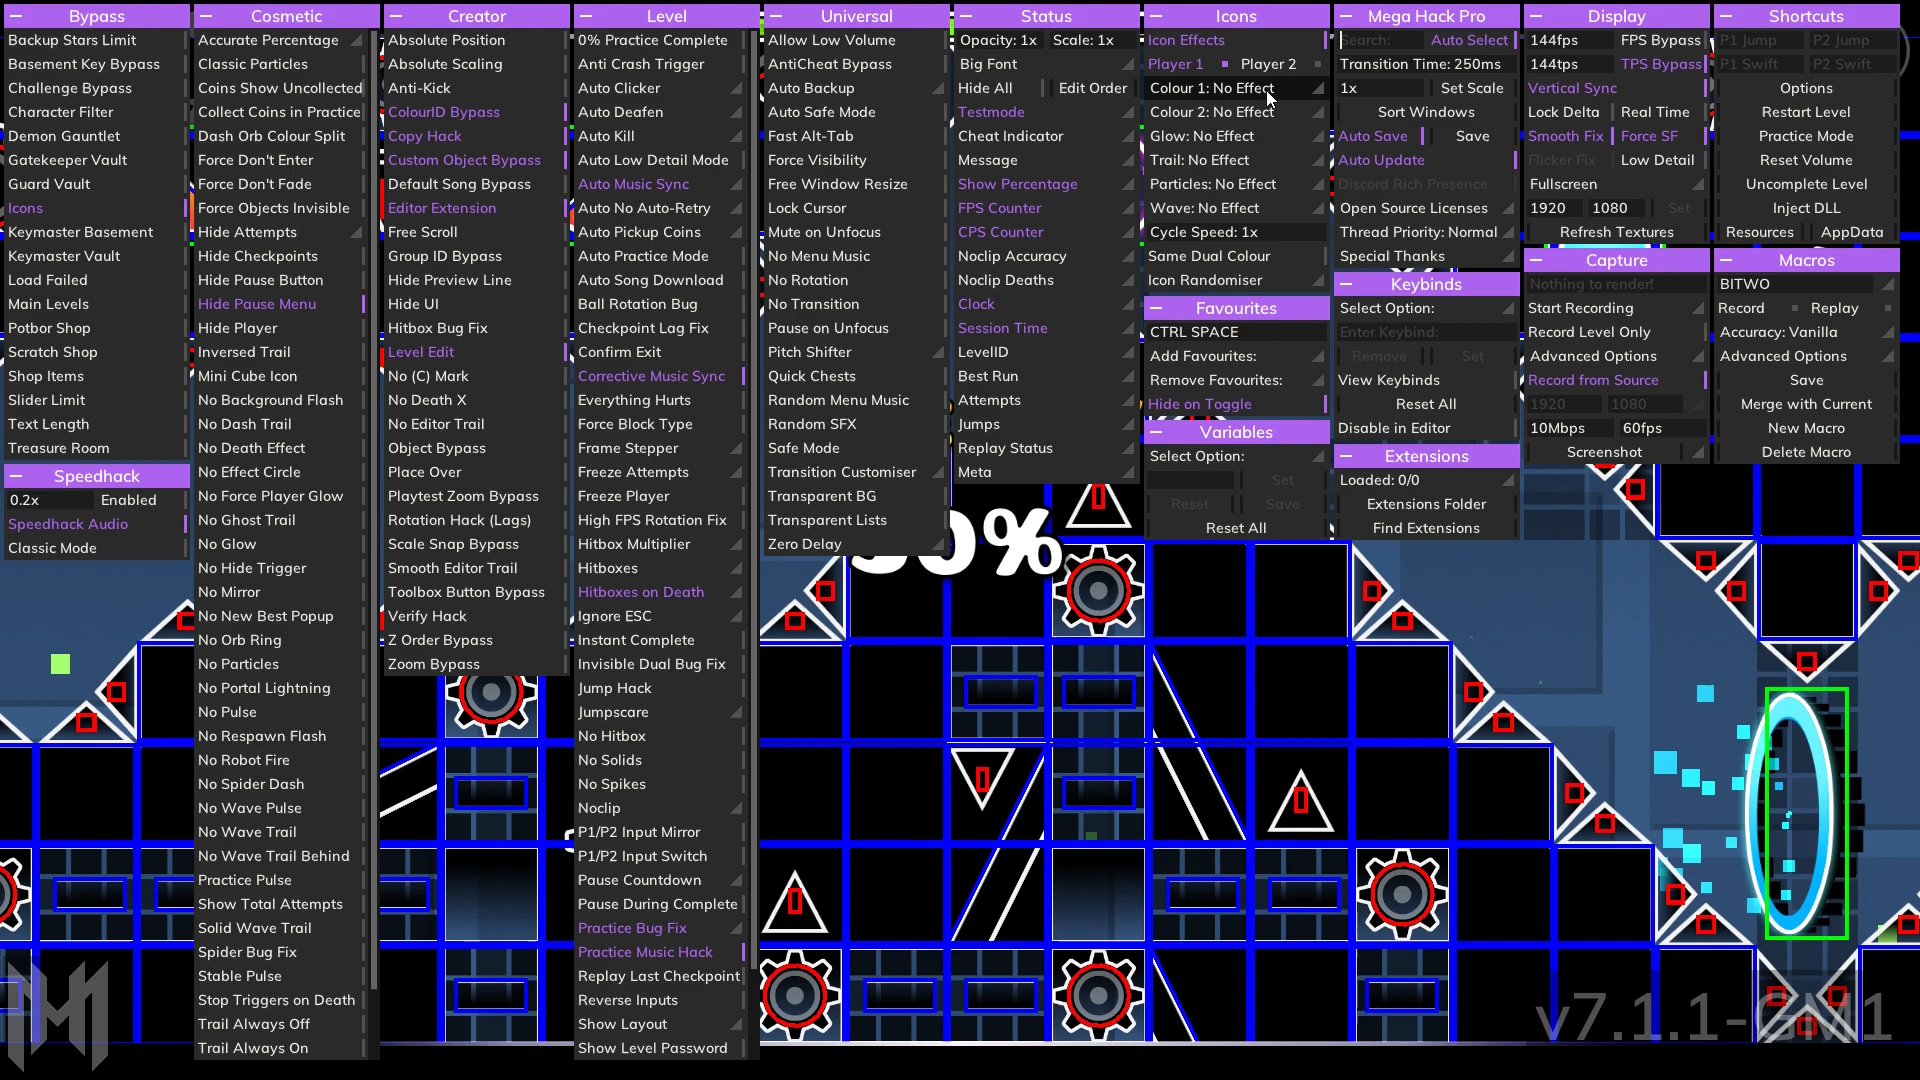 Bypass
Backup Stars Limit
Basement Key Bypass
Challenge Bypass
Character Filter
Demon Gauntlet
Gatekeeper Vault
Guard Vault
Icons
Keymaster Basement
Keymaster Vault
Load Failed
Main Levels
Potbor Shop
Scratch Shop
Shop Items
Slider Limit
Text Length
Treasure Room
Speedhack
0.2x Enabled
Speedhack Audio
Classic Mode
Cosmetic
Accurate Percentage
Classic Particles
Coins Show Uncollected
Collect Coins in Practice
Dash Orb Colour Split
Force Don't Enter
Force Don't Fade
Force Objects Invisible
Hide Attempts
Hide Checkpoints
Hide Pause Button
Hide Pause Menu
Hide Player
Inversed Trail
Mini Cube Icon
No Background Flash
No Dash Trail
No Death Effect
No Effect Circle
No Force Player Glow
No Ghost Trail
No Glow
No Hide Trigger
No Mirror
No New Best Popup
No Orb Ring
No Particles
No Portal Lightning
No Pulse
No Respawn Flash
No Robot Fire
No Spider Dash
No Wave Pulse
No Wave Trail
No Wave Trail Behind
Practice Pulse
Show Total Attempts
Solid Wave Trail
Spider Bug Fix
Stable Pulse
Stop Triggers on Death
Trail Always Off
Trail Always On
Creator
Absolute Position
Absolute Scaling
Anti-Kick
ColourID Bypass
Copy Hack
Custom Object Bypass
Default Song Bypass
Editor Extension
Free Scroll
Group ID Bypass
Hide Preview Line
Hide UI
Hitbox Bug Fix
Level Edit
No (C) Mark
No Death X
No Editor Trail
Object Bypass
Place Over
Playtest Zoom Bypass
Rotation Hack (Lags)
Scale Snap Bypass
Smooth Editor Trail
Toolbox Button Bypass
Verify Hack
Z Order Bypass
Zoom Bypass
Level
0% Practice Complete
Anti Crash Trigger
Auto Clicker
Auto Deafen
Auto Kill
Auto Low Detail Mode
Auto Music Sync
Auto No Auto-Retry
Auto Pickup Coins
Auto Practice Mode
Auto Song Download
Ball Rotation Bug
Checkpoint Lag Fix
Confirm Exit
Corrective Music Sync
Everything Hurts
Force Block Type
Frame Stepper
Freeze Attempts
Freeze Player
High FPS Rotation Fix
Hitbox Multiplier
Hitboxes
Hitboxes on Death
Ignore ESC
Instant Complete
Invisible Dual Bug Fix
Jump Hack
Jumpscare
No Hitbox
No Solids
No Spikes
Noclip
P1/P2 Input Mirror
P1/P2 Input Switch
Pause Countdown
Pause During Complete
Practice Bug Fix
Practice Music Hack
Replay Last Checkpoint
Reverse Inputs
Show Layout
Show Level Password
Universal
Allow Low Volume
AntiCheat Bypass
Auto Backup
Auto Safe Mode
Fast Alt-Tab
Force Visibility
Free Window Resize
Lock Cursor
Mute on Unfocus
No Menu Music
No Rotation
No Transition
Pause on Unfocus
Pitch Shifter
Quick Chests
Random Menu Music
Random SFX
Safe Mode
Transition Customiser
Transparent BG
Transparent Lists
Zero Delay
Status
Opacity: 1x Scale: 1x
Big Font
Hide All Edit Order
Testmode
Cheat Indicator
Message
Show Percentage
FPS Counter
CPS Counter
Noclip Accuracy
Noclip Deaths
Clock
Session Time
LevelID
Best Run
Attempts
Jumps
Replay Status
Meta
Icons
Icon Effects
Player 1 Player 2
Colour 1: No Effect
Colour 2: No Effect
Glow: No Effect
Trail: No Effect
Particles: No Effect
Wave: No Effect
Cycle Speed: 1x
Same Dual Colour
Icon Randomiser
Favourites
CTRL SPACE
Add Favourites:
Remove Favourites:
Hide on Toggle
Variables
Select Option:
Set
Reset Save
Reset All
Mega Hack Pro
Search: Auto Select
Transition Time: 250ms
1x Set Scale
Sort Windows
Auto Save Save
Auto Update
Discord Rich Presence
Open Source Licenses
Thread Priority: Normal
Special Thanks
Keybinds
Select Option:
Enter Keybind:
Remove Set
View Keybinds
Reset All
Disable in Editor
Extensions
Loaded: 0/0
Extensions Folder
Find Extensions
Display
144fps FPS Bypass
144tps TPS Bypass
Vertical Sync
Lock Delta Real Time
Smooth Fix Force SF
Flicker Fix Low Detail
Fullscreen
1920 1080 Set
Refresh Textures
Capture
Nothing to render!
Start Recording
Record Level Only
Advanced Options
Record from Source
1920 1080
10Mbps 60fps
Screenshot
Shortcuts
P1 Jump P2 Jump
P1 Swift P2 Swift
Options
Restart Level
Practice Mode
Reset Volume
Uncomplete Level
Inject DLL
Resources AppData
Macros
BITWO
Record Replay
Accuracy: Vanilla
Advanced Options
Save
Merge with Current
New Macro
Delete Macro
v7.1.1-GM1